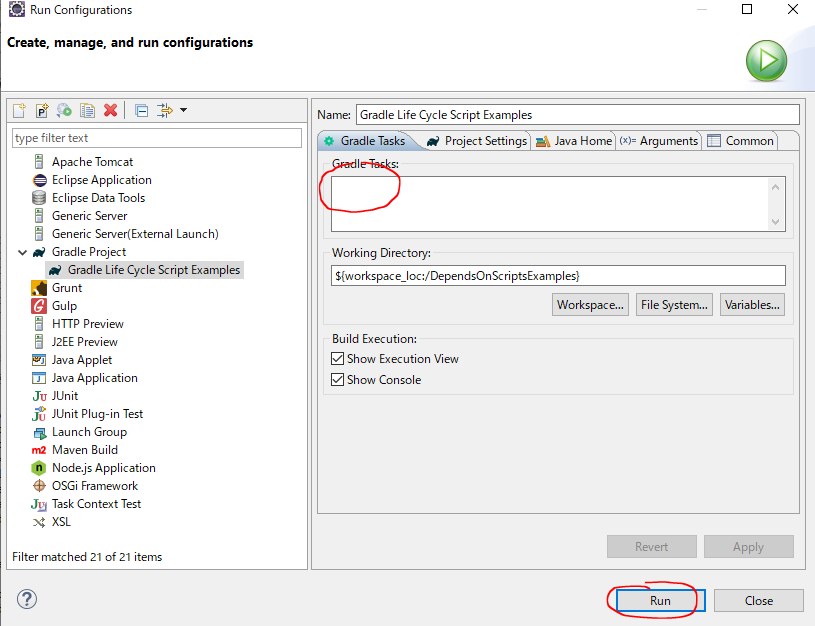 Run Configurations
Create, manage, and run configurations
Name: Gradle Life Cycle Script Examples
type filter text
Gradle Tasks Project Settings Java Home (x)= Arguments Common
Apache Tomcat
Eclipse Application
Eclipse Data Tools
Generic Server
Generic Server(External Launch)
Gradle Project
Gradle Life Cycle Script Examples
Grunt
Gulp
HTTP Preview
J2EE Preview
Java Applet
Java Application
JUnit
JUnit Plug-in Test
Launch Group
m2 Maven Build
Node.js Application
OSGi Framework
Task Context Test
XSL
Filter matched 21 of 21 items
Gradle Tasks:
Working Directory:
${workspace_loc:/DependsOnScriptsExamples}
Workspace... File System... Variables...
Build Execution:
Show Execution View
Show Console
Revert Apply
Run Close